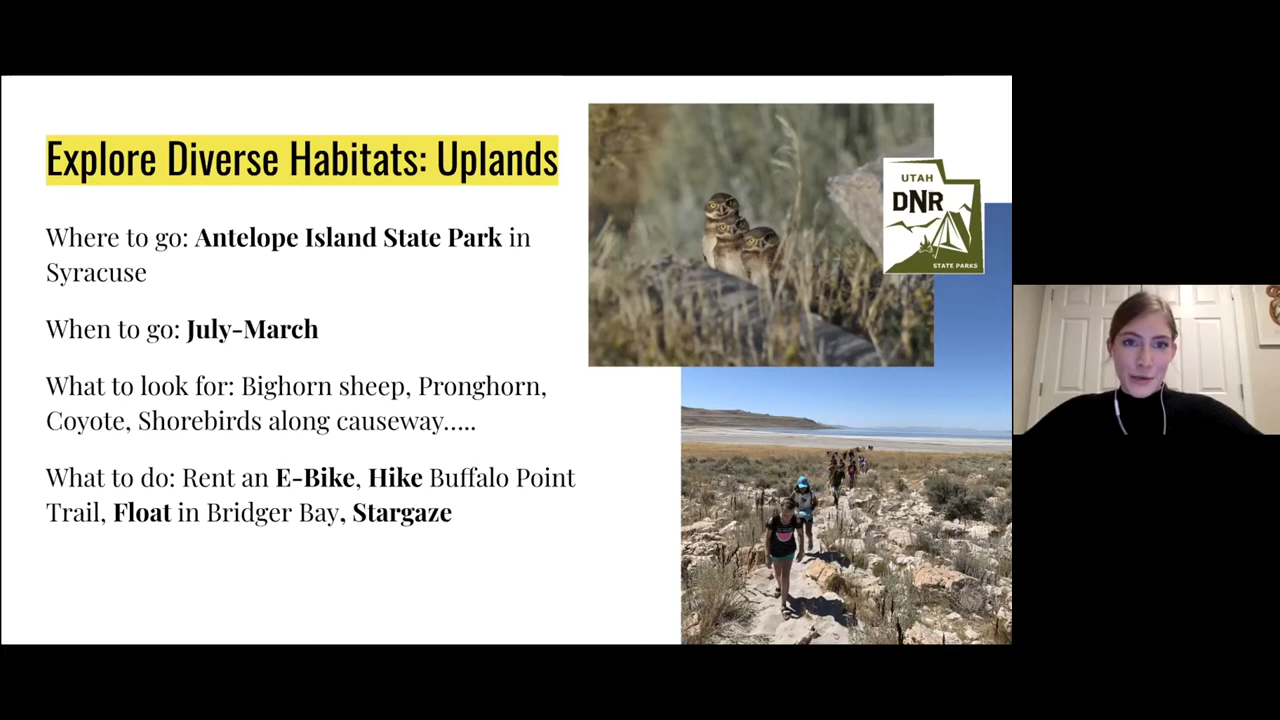 Explore Diverse Habitats: Uplands
Where to go: Antelope Island State Park in
Syracuse
When to go: July-March
What to look for: Bighorn sheep, Pronghorn,
Coyote, Shorebirds along causeway.....
What to do: Rent an E-Bike, Hike Buffalo Point
Trail, Float in Bridger Bay, Stargaze
UTAH
DNR
STATE PARKS